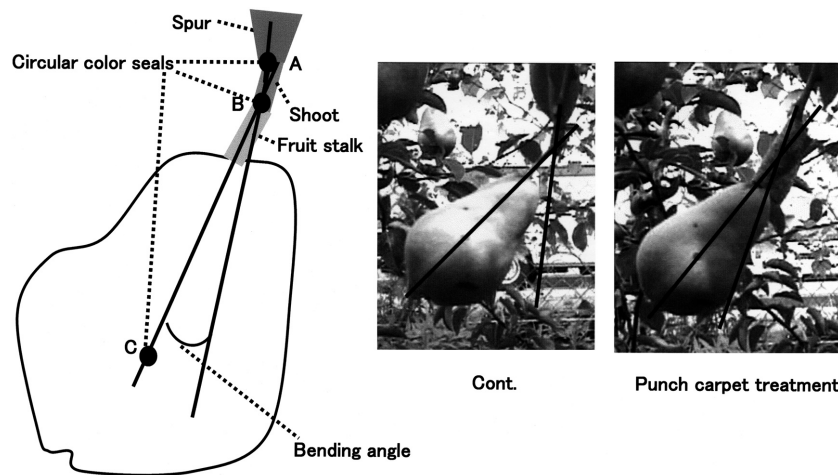 Spur
Circular color seals
A
B
Shoot
Fruit stalk
C
Bending angle
Cont.
Punch carpet treatment